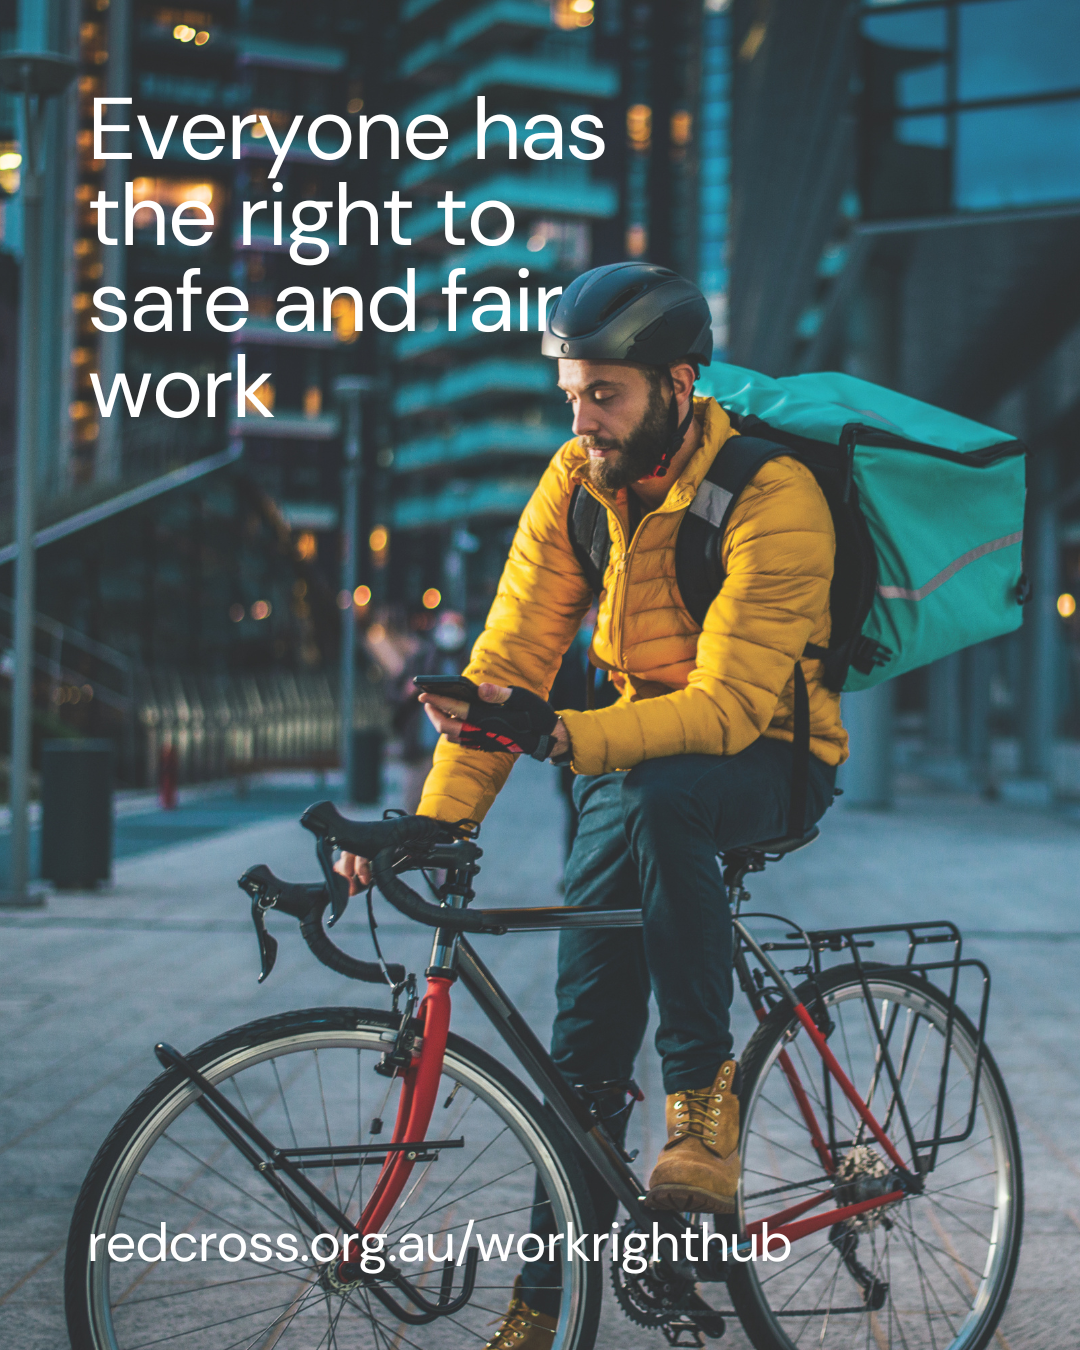 Everyone has
the right to
safe and fair
work
redcross.org.au/workrighthub